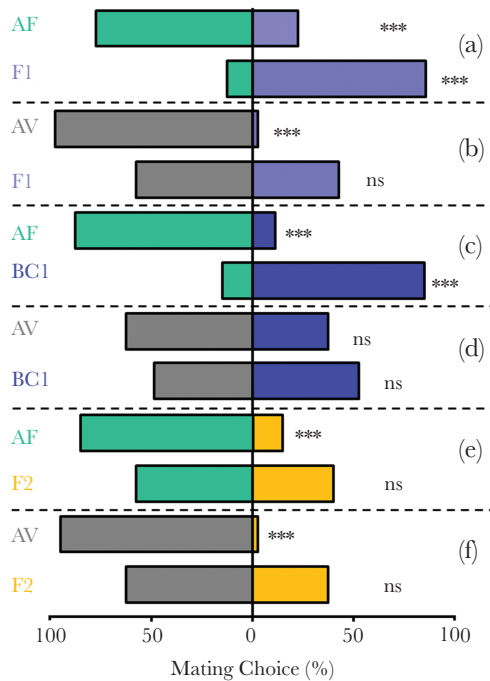 AF *** (a)
F1 ***
AV *** (b)
F1 ns
AF *** (c)
BC1 ***
AV ns (d)
BC1 ns
AF *** (e)
F2 ns
AV *** (f)
F2 ns
100 50 0 50 100
Mating Choice (%)